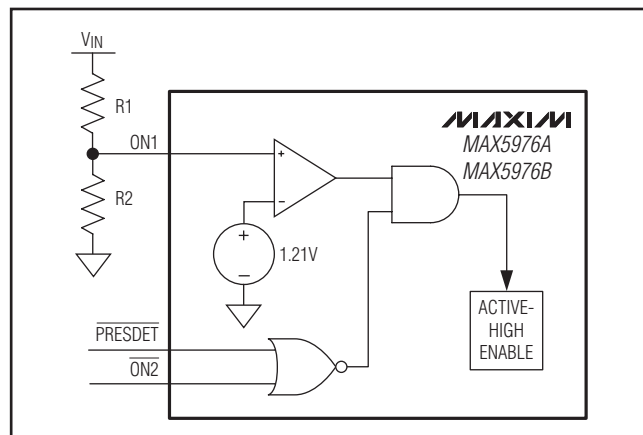 VIN
R1
ON1
R2
MAXIM
MAX5976A
MAX5976B
+
−
+
−
1.21V
PRESDET
ON2
ACTIVE-
HIGH
ENABLE